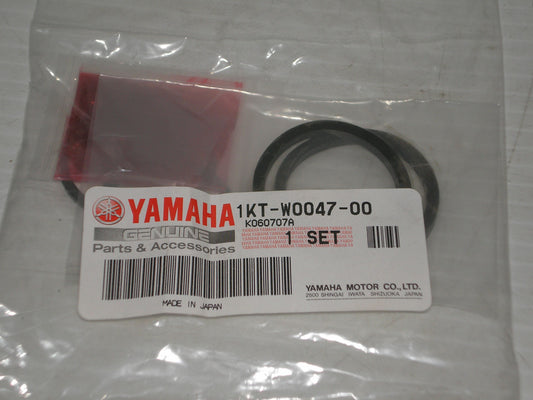 YAMAHA
GENUINE
Parts & Accessories
1KT-W0047-00
K060707A
1 SET
MADE IN JAPAN
YAMAHA MOTOR CO., LTD.
2500 SHINGAI IWATA SHIZUOKA JAPAN